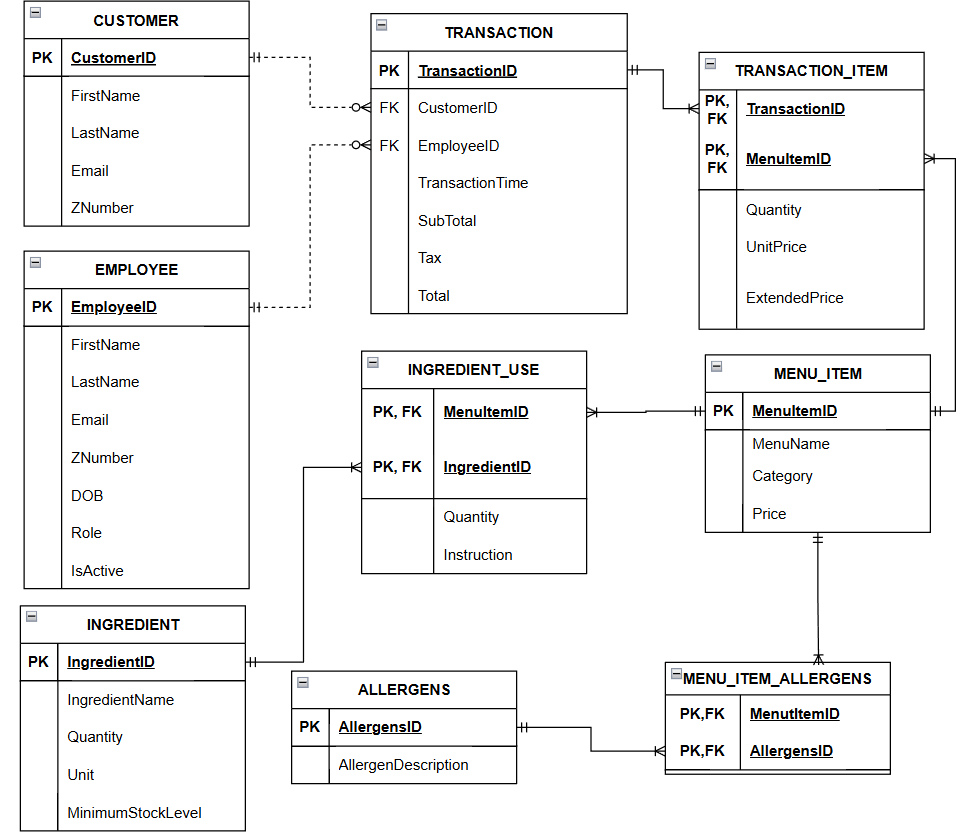 CUSTOMER
PK CustomerID
FirstName
LastName
Email
ZNumber
EMPLOYEE
PK EmployeeID
FirstName
LastName
Email
ZNumber
DOB
Role
IsActive
INGREDIENT
PK IngredientID
IngredientName
Quantity
Unit
MinimumStockLevel
TRANSACTION
PK TransactionID
FK CustomerID
FK EmployeeID
TransactionTime
SubTotal
Tax
Total
INGREDIENT_USE
PK, FK MenuItemID
PK, FK IngredientID
Quantity
Instruction
ALLERGENS
PK AllergensID
AllergenDescription
TRANSACTION_ITEM
PK,
FK TransactionID
PK,
FK MenuItemID
Quantity
UnitPrice
ExtendedPrice
MENU_ITEM
PK MenuItemID
MenuName
Category
Price
MENU_ITEM_ALLERGENS
PK,FK MenutItemID
PK,FK AllergensID